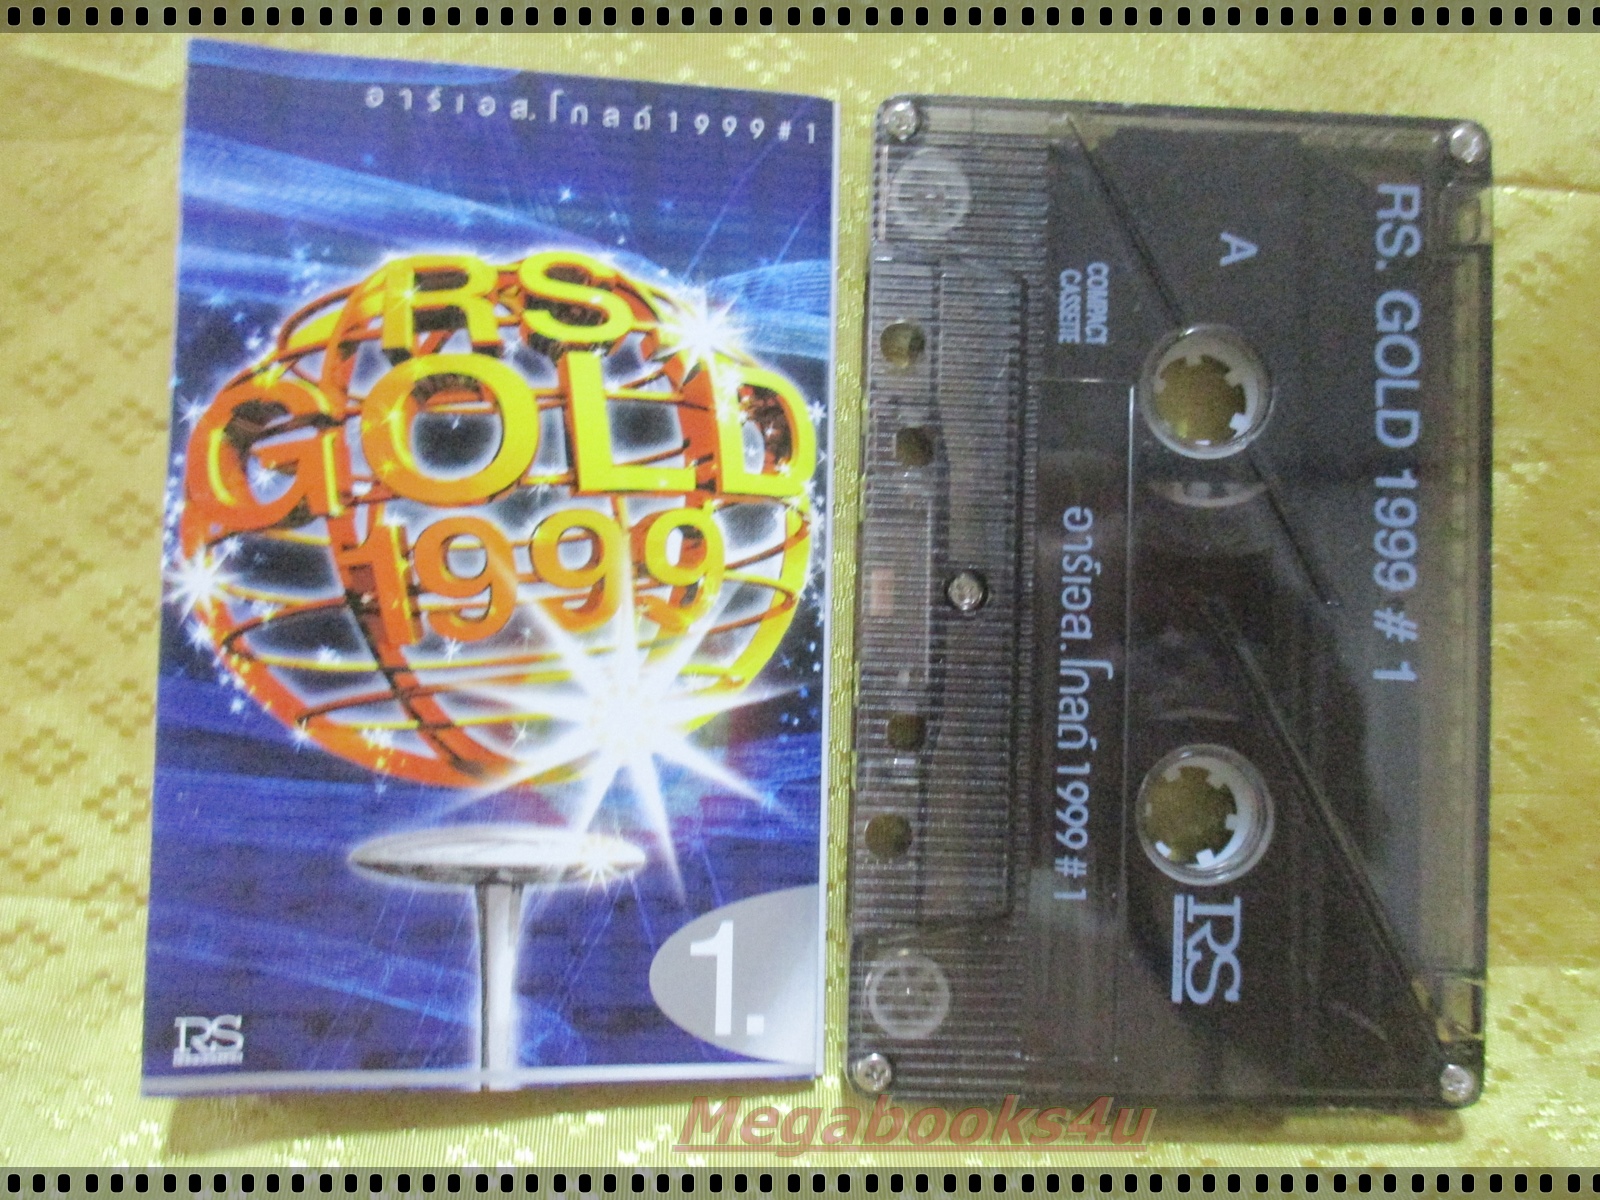 อาร์เอส.โกลด์ 1999 # 1
RS.
GOLD
1999
1.
RS
RS. GOLD 1999 # 1
A
COMPACT
CASSETTE
อาร์เอส.โกลด์ 1999 # 1
RS
Megabooks4u